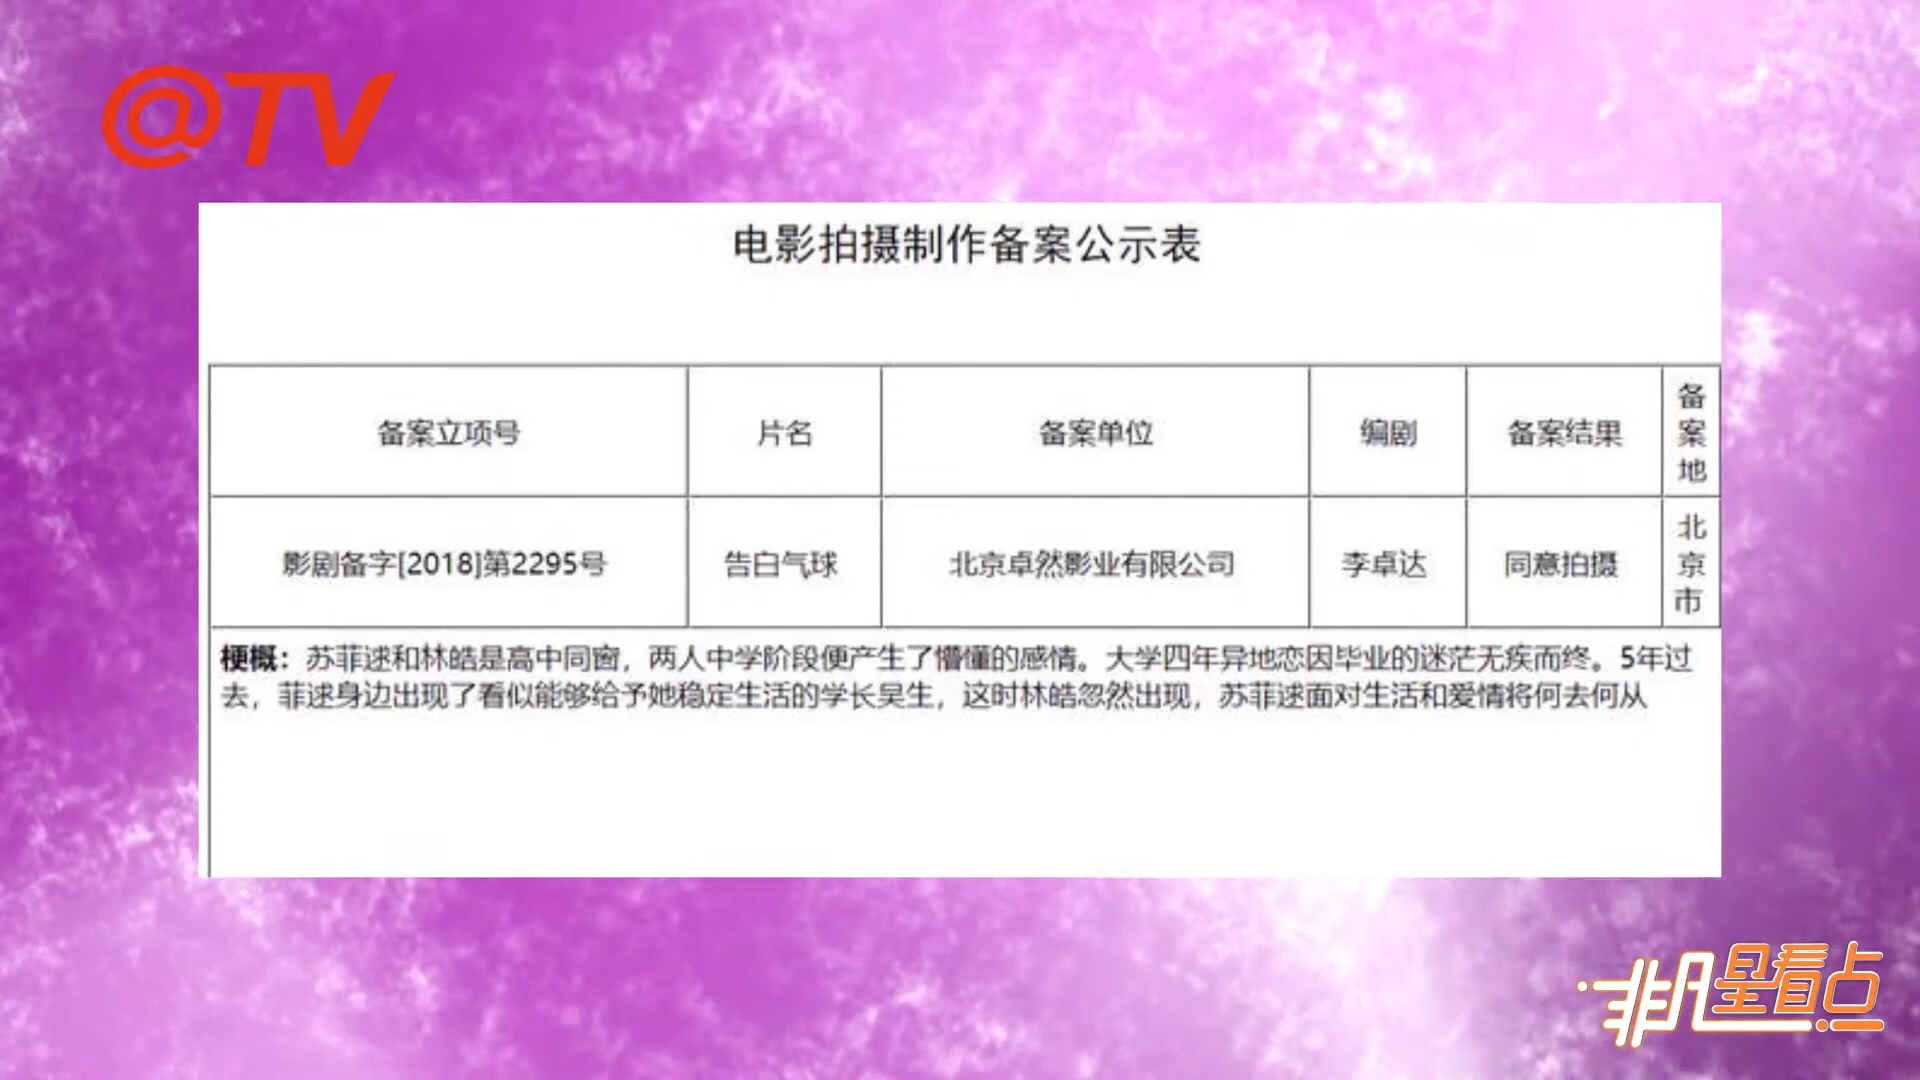 @TV
电影拍摄制作备案公示表
备案立项号 片名 备案单位 编剧 备案结果 备案地
影剧备字[2018]第2295号 告白气球 北京卓然影业有限公司 李卓达 同意拍摄 北京市
梗概：苏菲逑和林皓是高中同窗，两人中学阶段便产生了懵懂的感情。大学四年异地恋因毕业的迷茫无疾而终。5年过
去，菲逑身边出现了看似能够给予她稳定生活的学长吴生，这时林皓忽然出现，苏菲逑面对生活和爱情将何去何从
非凡星看点